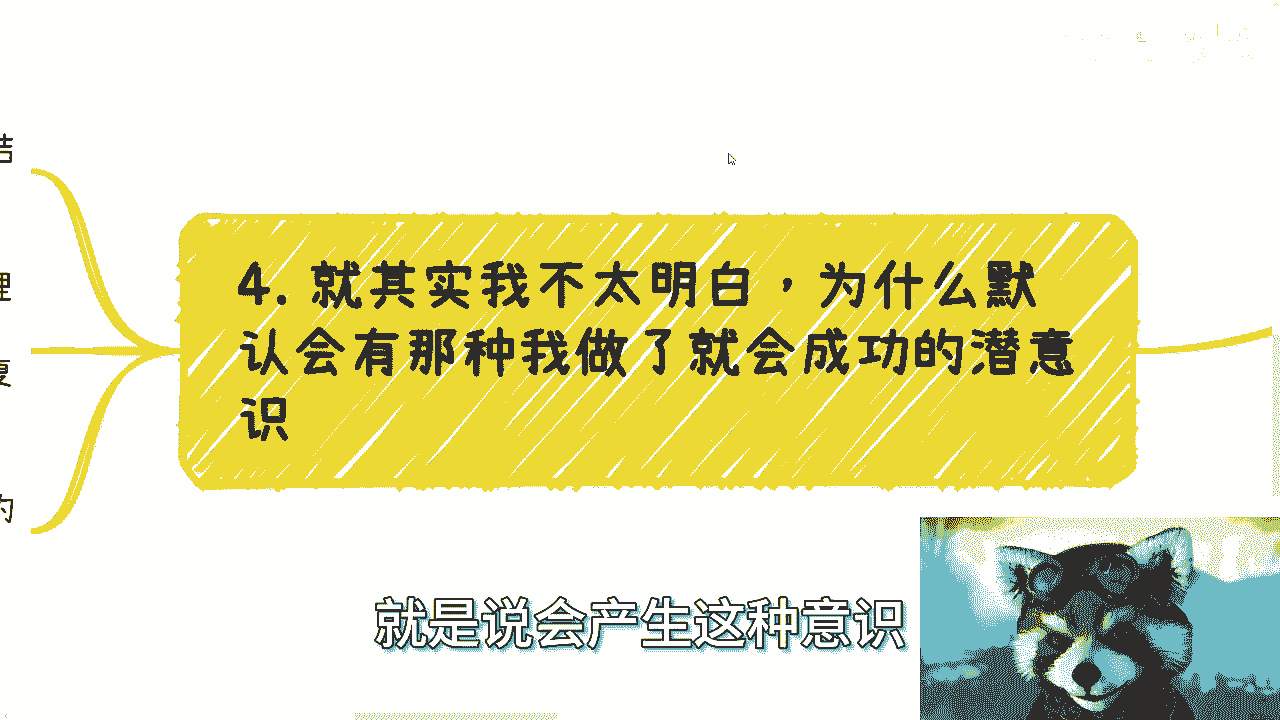 结
理
复
的
4. 就其实我不太明白，为什么默
认会有那种我做了就会成功的潜意
识
就是说会产生这种意识